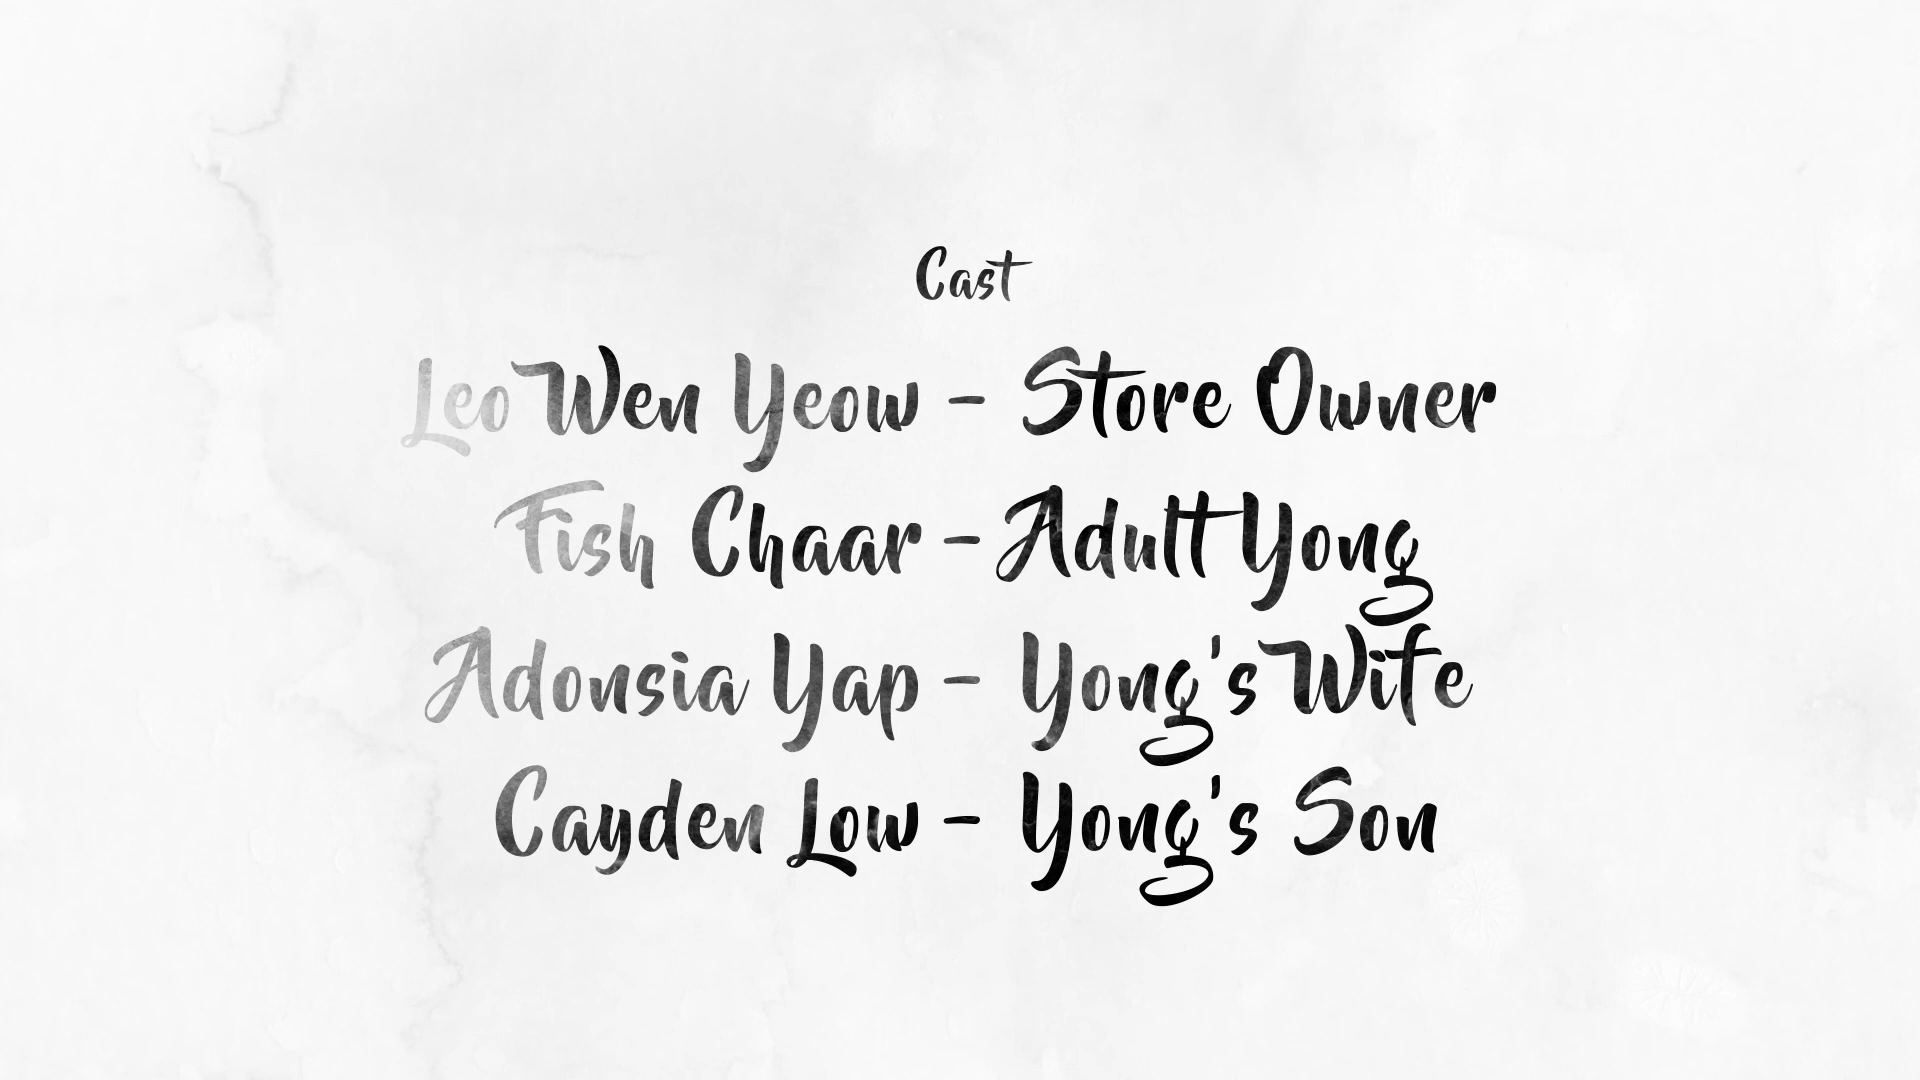 Cast
Leo Wen Yeow - Store Owner
Fish Chaar - Adult Yong
Adonsia Yap - Yong's Wife
Cayden Low - Yong's Son